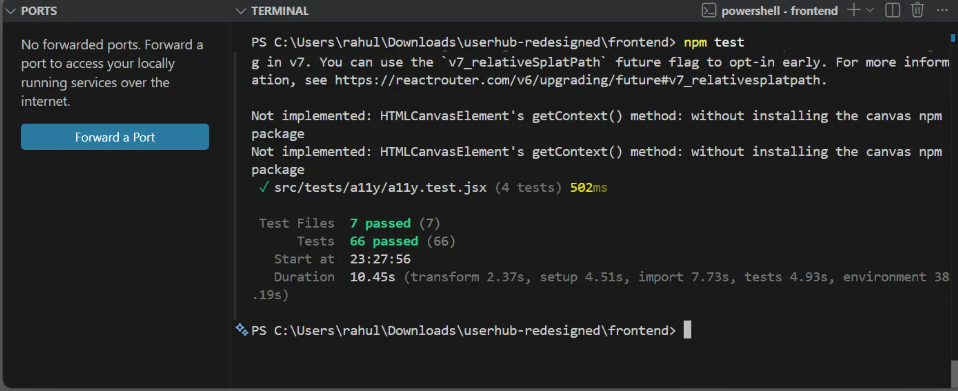 PORTS
No forwarded ports. Forward a
port to access your locally
running services over the
internet.
Forward a Port
TERMINAL
powershell - frontend
PS C:\Users\rahul\Downloads\userhub-redesigned\frontend> npm test
g in v7. You can use the `v7_relativeSplatPath` future flag to opt-in early. For more inform
ation, see https://reactrouter.com/v6/upgrading/future#v7_relativesplatpath.
Not implemented: HTMLCanvasElement's getContext() method: without installing the canvas npm
package
Not implemented: HTMLCanvasElement's getContext() method: without installing the canvas npm
package
✓ src/tests/a11y/a11y.test.jsx (4 tests) 502ms
Test Files 7 passed (7)
Tests 66 passed (66)
Start at 23:27:56
Duration 10.45s (transform 2.37s, setup 4.51s, import 7.73s, tests 4.93s, environment 38
.19s)
PS C:\Users\rahul\Downloads\userhub-redesigned\frontend>